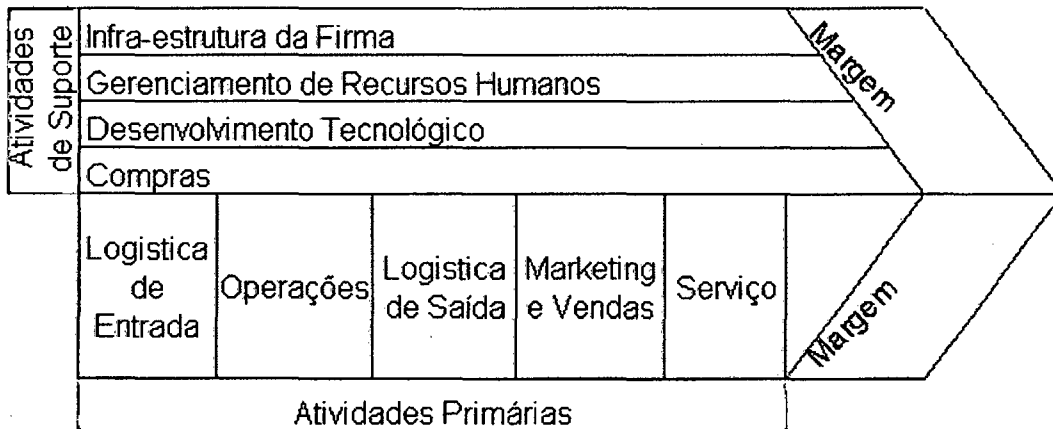 Atividades
de Suporte
Infra-estrutura da Firma
Gerenciamento de Recursos Humanos
Desenvolvimento Tecnológico
Compras
Margem
Logistica
de
Entrada
Operações
Logistica
de Saída
Marketing
e Vendas
Serviço
Margem
Atividades Primárias